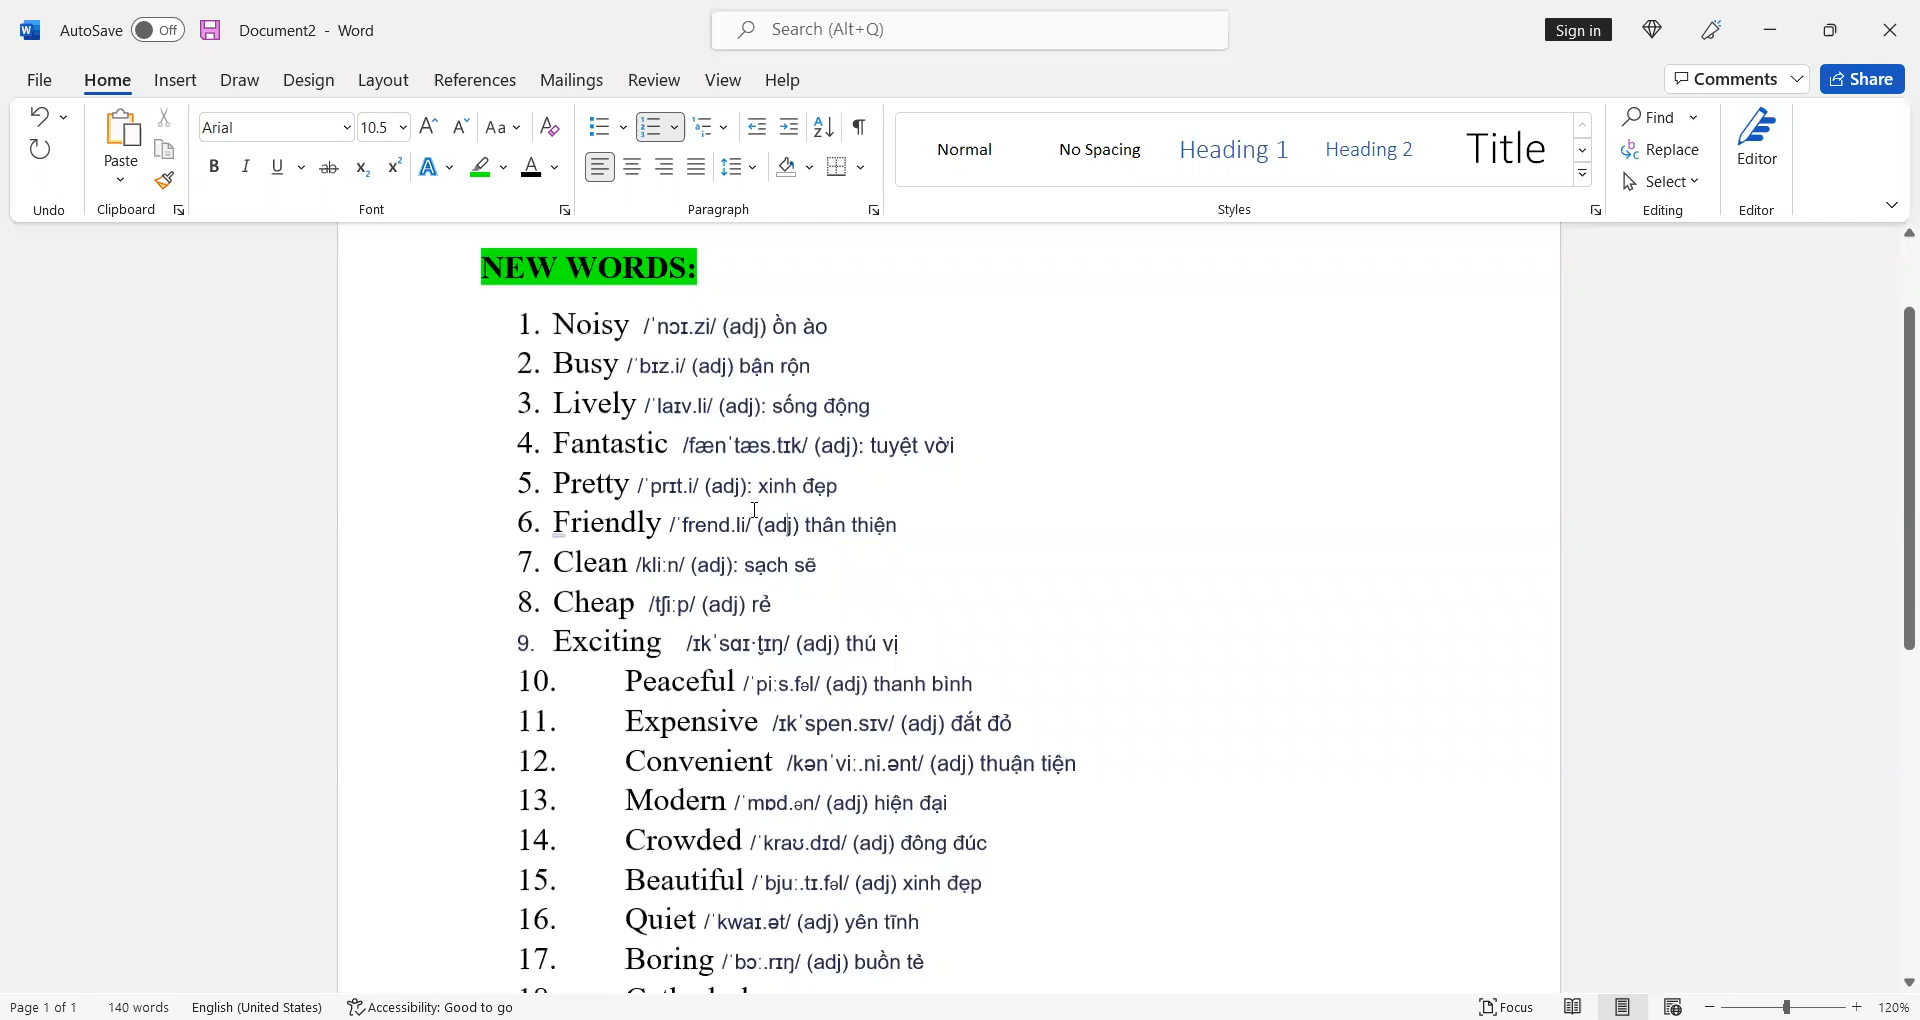 AutoSave Off Document2 - Word Search (Alt+Q) Sign in
File Home Insert Draw Design Layout References Mailings Review View Help Comments Share
Arial 10.5 Aa Find
Paste Normal No Spacing Heading 1 Heading 2 Title Replace Editor
B I U ab x₂ x² A A Select
Undo Clipboard Font Paragraph Styles Editing Editor
NEW WORDS:
1. Noisy /ˈnɔɪ.zi/ (adj) ồn ào
2. Busy /ˈbɪz.i/ (adj) bận rộn
3. Lively /ˈlaɪv.li/ (adj): sống động
4. Fantastic /fænˈtæs.tɪk/ (adj): tuyệt vời
5. Pretty /ˈprɪt.i/ (adj): xinh đẹp
6. Friendly /ˈfrend.li/ (adj) thân thiện
7. Clean /kliːn/ (adj): sạch sẽ
8. Cheap /tʃiːp/ (adj) rẻ
9. Exciting /ɪkˈsɑɪ·t̬ɪŋ/ (adj) thú vị
10. Peaceful /ˈpiːs.fəl/ (adj) thanh bình
11. Expensive /ɪkˈspen.sɪv/ (adj) đắt đỏ
12. Convenient /kənˈviː.ni.ənt/ (adj) thuận tiện
13. Modern /ˈmɒd.ən/ (adj) hiện đại
14. Crowded /ˈkraʊ.dɪd/ (adj) đông đúc
15. Beautiful /ˈbjuː.tɪ.fəl/ (adj) xinh đẹp
16. Quiet /ˈkwaɪ.ət/ (adj) yên tĩnh
17. Boring /ˈbɔː.rɪŋ/ (adj) buồn tẻ
Page 1 of 1 140 words English (United States) Accessibility: Good to go Focus 120%